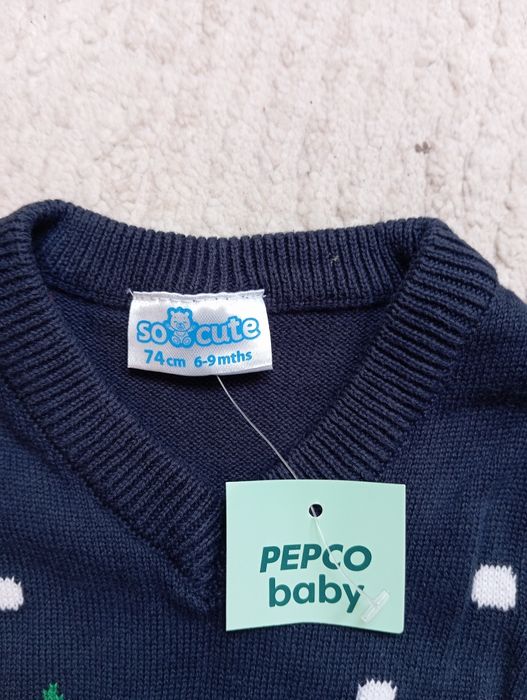 so cute
74cm 6-9mths
PEPCO
baby